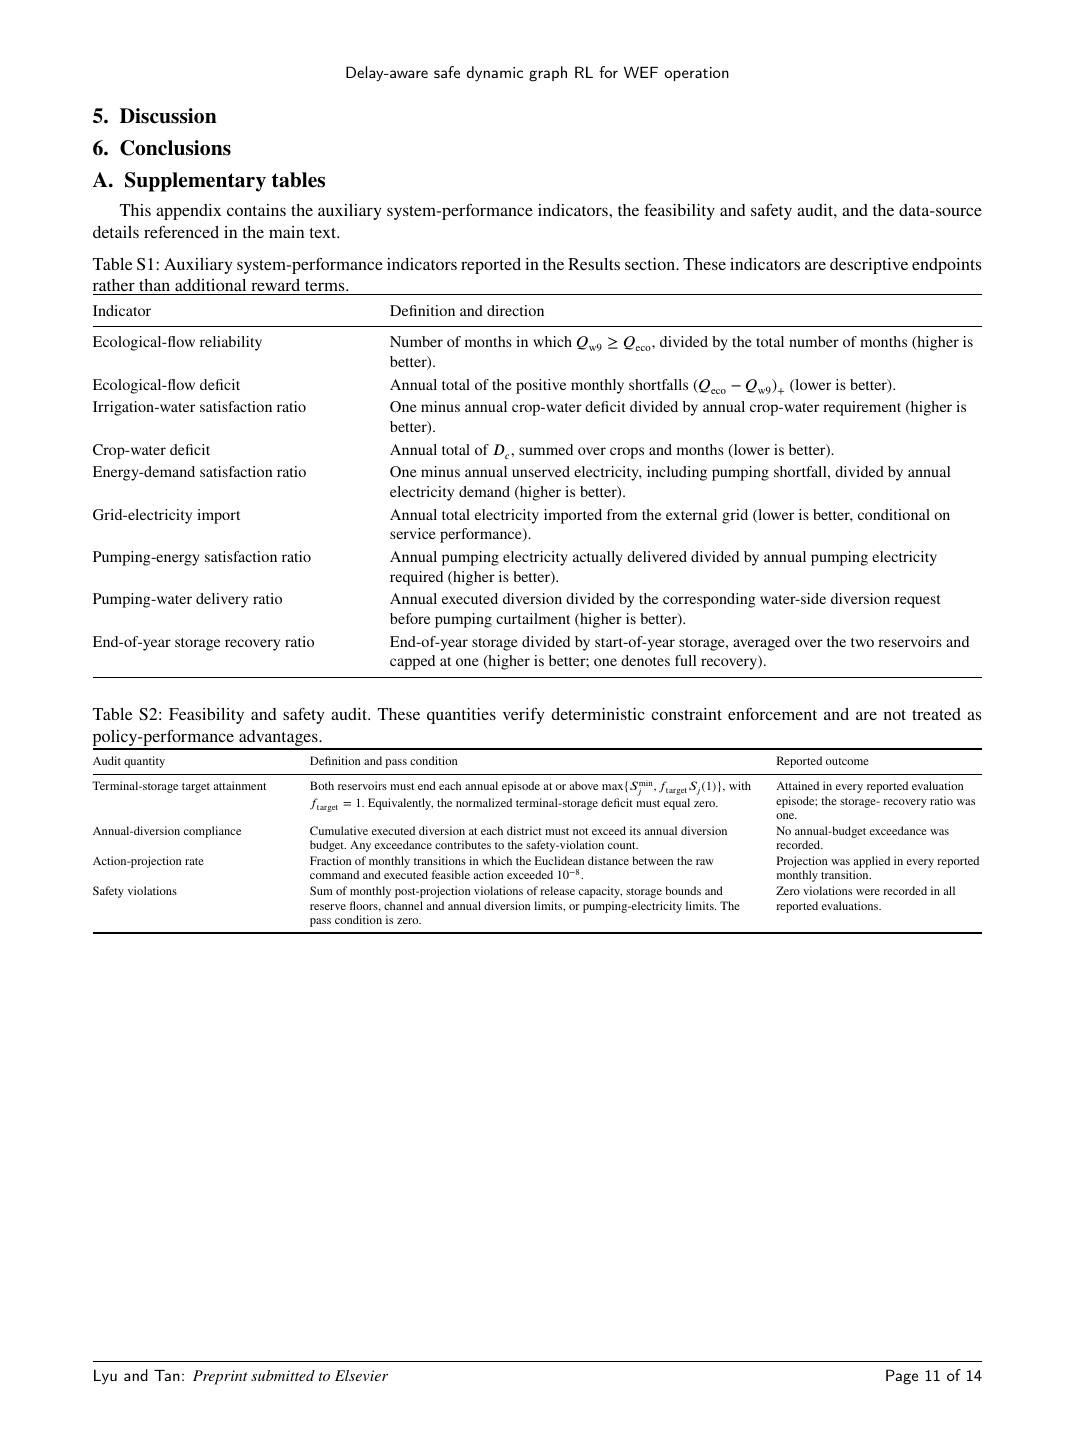 Delay-aware safe dynamic graph RL for WEF operation
5. Discussion
6. Conclusions
A. Supplementary tables
This appendix contains the auxiliary system-performance indicators, the feasibility and safety audit, and the data-source
details referenced in the main text.
Table S1: Auxiliary system-performance indicators reported in the Results section. These indicators are descriptive endpoints
rather than additional reward terms.
Indicator Definition and direction
Ecological-flow reliability Number of months in which Q_w9 ≥ Q_eco, divided by the total number of months (higher is
better).
Ecological-flow deficit Annual total of the positive monthly shortfalls (Q_eco − Q_w9)_+ (lower is better).
Irrigation-water satisfaction ratio One minus annual crop-water deficit divided by annual crop-water requirement (higher is
better).
Crop-water deficit Annual total of D_c, summed over crops and months (lower is better).
Energy-demand satisfaction ratio One minus annual unserved electricity, including pumping shortfall, divided by annual
electricity demand (higher is better).
Grid-electricity import Annual total electricity imported from the external grid (lower is better, conditional on
service performance).
Pumping-energy satisfaction ratio Annual pumping electricity actually delivered divided by annual pumping electricity
required (higher is better).
Pumping-water delivery ratio Annual executed diversion divided by the corresponding water-side diversion request
before pumping curtailment (higher is better).
End-of-year storage recovery ratio End-of-year storage divided by start-of-year storage, averaged over the two reservoirs and
capped at one (higher is better; one denotes full recovery).
Table S2: Feasibility and safety audit. These quantities verify deterministic constraint enforcement and are not treated as
policy-performance advantages.
Audit quantity Definition and pass condition Reported outcome
Terminal-storage target attainment Both reservoirs must end each annual episode at or above max{S_j^min, f_target S_j(1)}, with Attained in every reported evaluation
f_target = 1. Equivalently, the normalized terminal-storage deficit must equal zero. episode; the storage- recovery ratio was
one.
Annual-diversion compliance Cumulative executed diversion at each district must not exceed its annual diversion No annual-budget exceedance was
budget. Any exceedance contributes to the safety-violation count. recorded.
Action-projection rate Fraction of monthly transitions in which the Euclidean distance between the raw Projection was applied in every reported
command and executed feasible action exceeded 10^−8. monthly transition.
Safety violations Sum of monthly post-projection violations of release capacity, storage bounds and Zero violations were recorded in all
reserve floors, channel and annual diversion limits, or pumping-electricity limits. The reported evaluations.
pass condition is zero.
Lyu and Tan: Preprint submitted to Elsevier Page 11 of 14